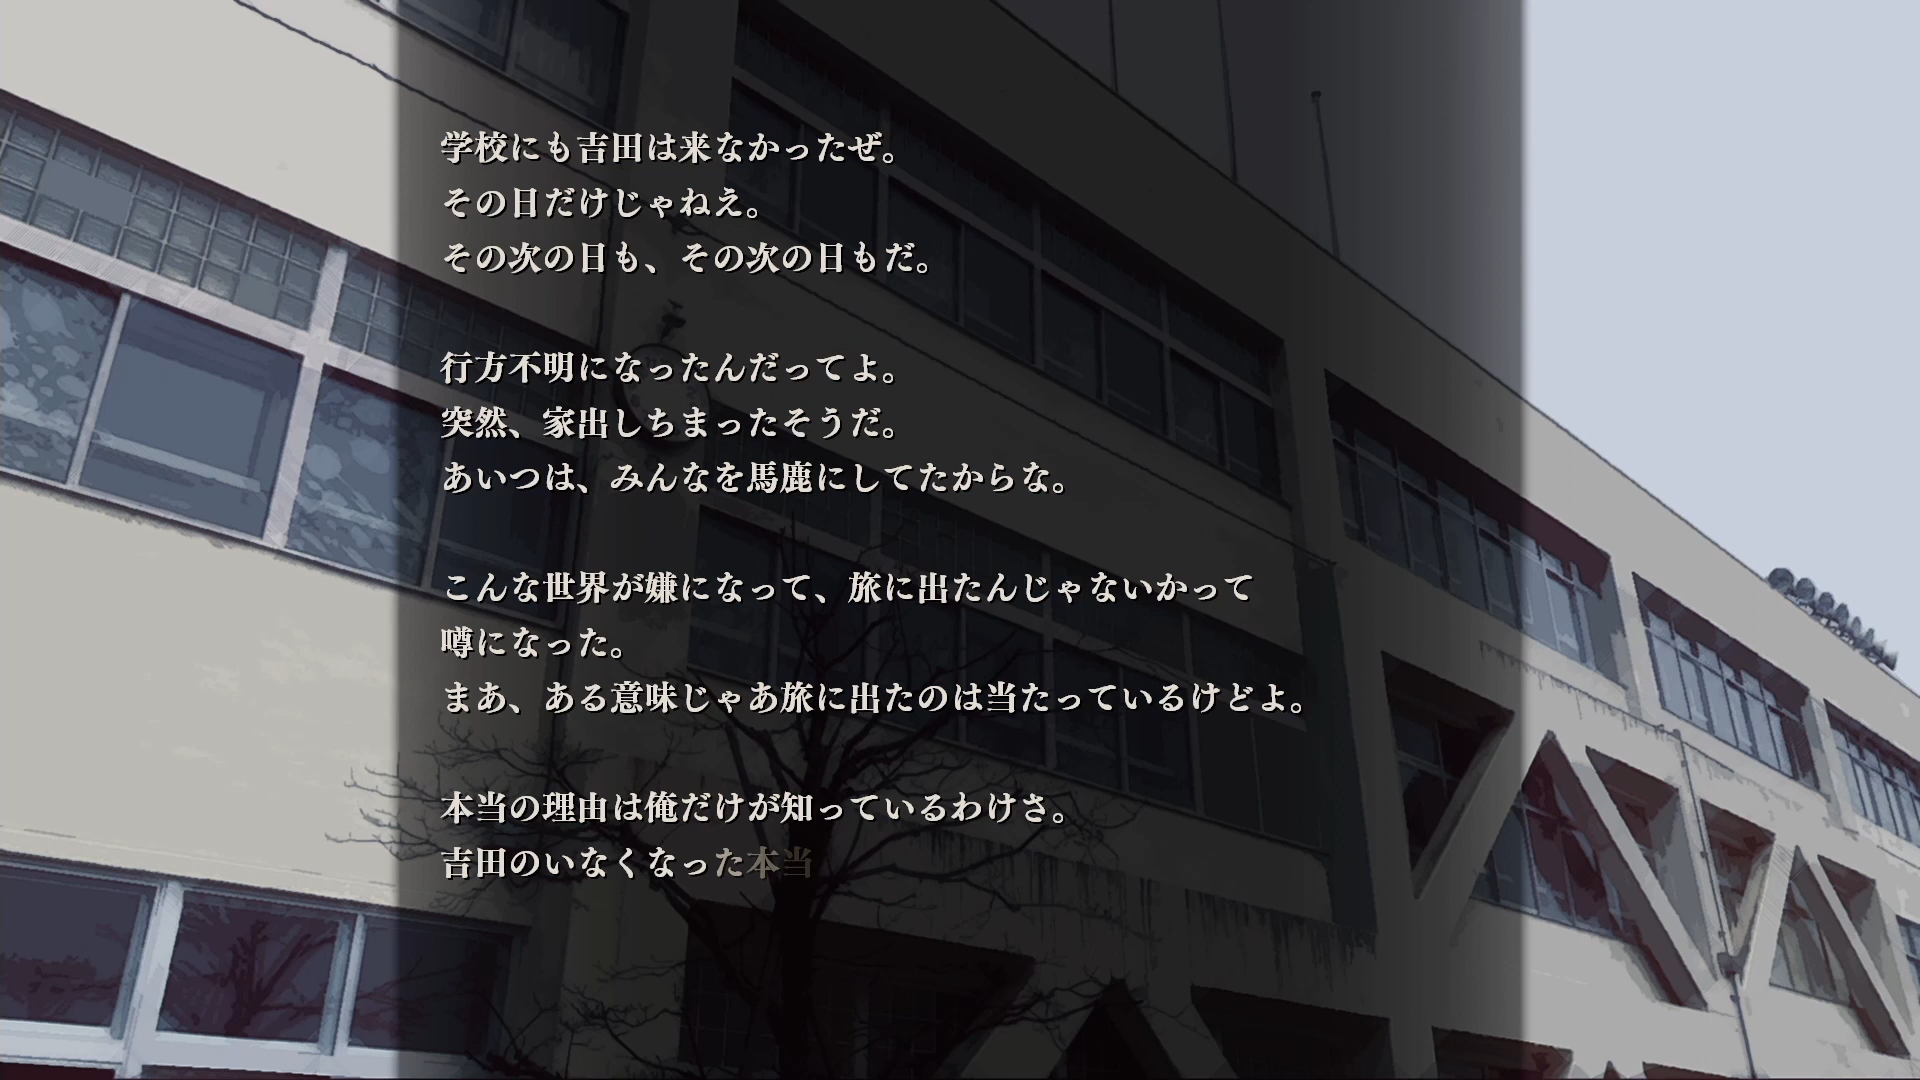 学校にも吉田は来なかったぜ。
その日だけじゃねえ。
その次の日も、その次の日もだ。
行方不明になったんだってよ。
突然、家出しちまったそうだ。
あいつは、みんなを馬鹿にしてたからな。
こんな世界が嫌になって、旅に出たんじゃないかって
噂になった。
まあ、ある意味じゃあ旅に出たのは当たっているけどよ。
本当の理由は俺だけが知っているわけさ。
吉田のいなくなった本当